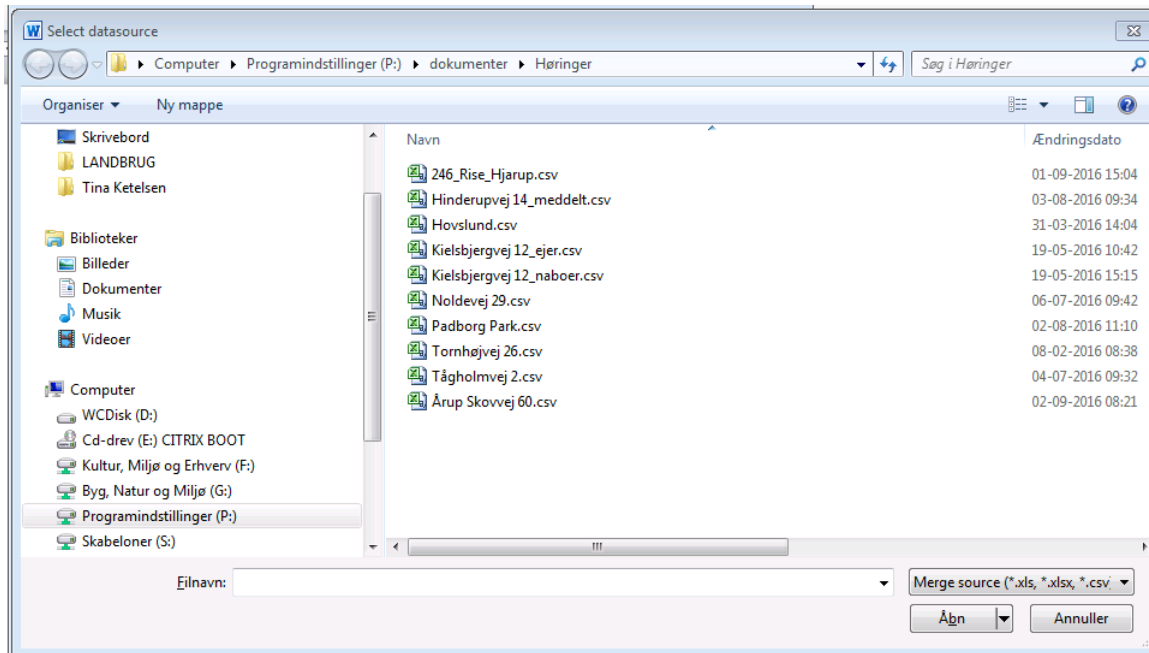 Select datasource
Computer Programindstillinger (P:) dokumenter Høringer
Søg i Høringer
Organiser Ny mappe
Skrivebord
LANDBRUG
Tina Ketelsen
Biblioteker
Billeder
Dokumenter
Musik
Videoer
Computer
WCDisk (D:)
Cd-drev (E:) CITRIX BOOT
Kultur, Miljø og Erhverv (F:)
Byg, Natur og Miljø (G:)
Programindstillinger (P:)
Skabeloner (S:)
Navn Ændringsdato
246_Rise_Hjarup.csv 01-09-2016 15:04
Hinderupvej 14_meddelt.csv 03-08-2016 09:34
Hovslund.csv 31-03-2016 14:04
Kielsbjergvej 12_ejer.csv 19-05-2016 10:42
Kielsbjergvej 12_naboer.csv 19-05-2016 15:15
Noldevej 29.csv 06-07-2016 09:42
Padborg Park.csv 02-08-2016 11:10
Tornhøjvej 26.csv 08-02-2016 08:38
Tågholmvej 2.csv 04-07-2016 09:32
Årup Skovvej 60.csv 02-09-2016 08:21
Filnavn:
Merge source (*.xls, *.xlsx, *.csv)
Åbn Annuller